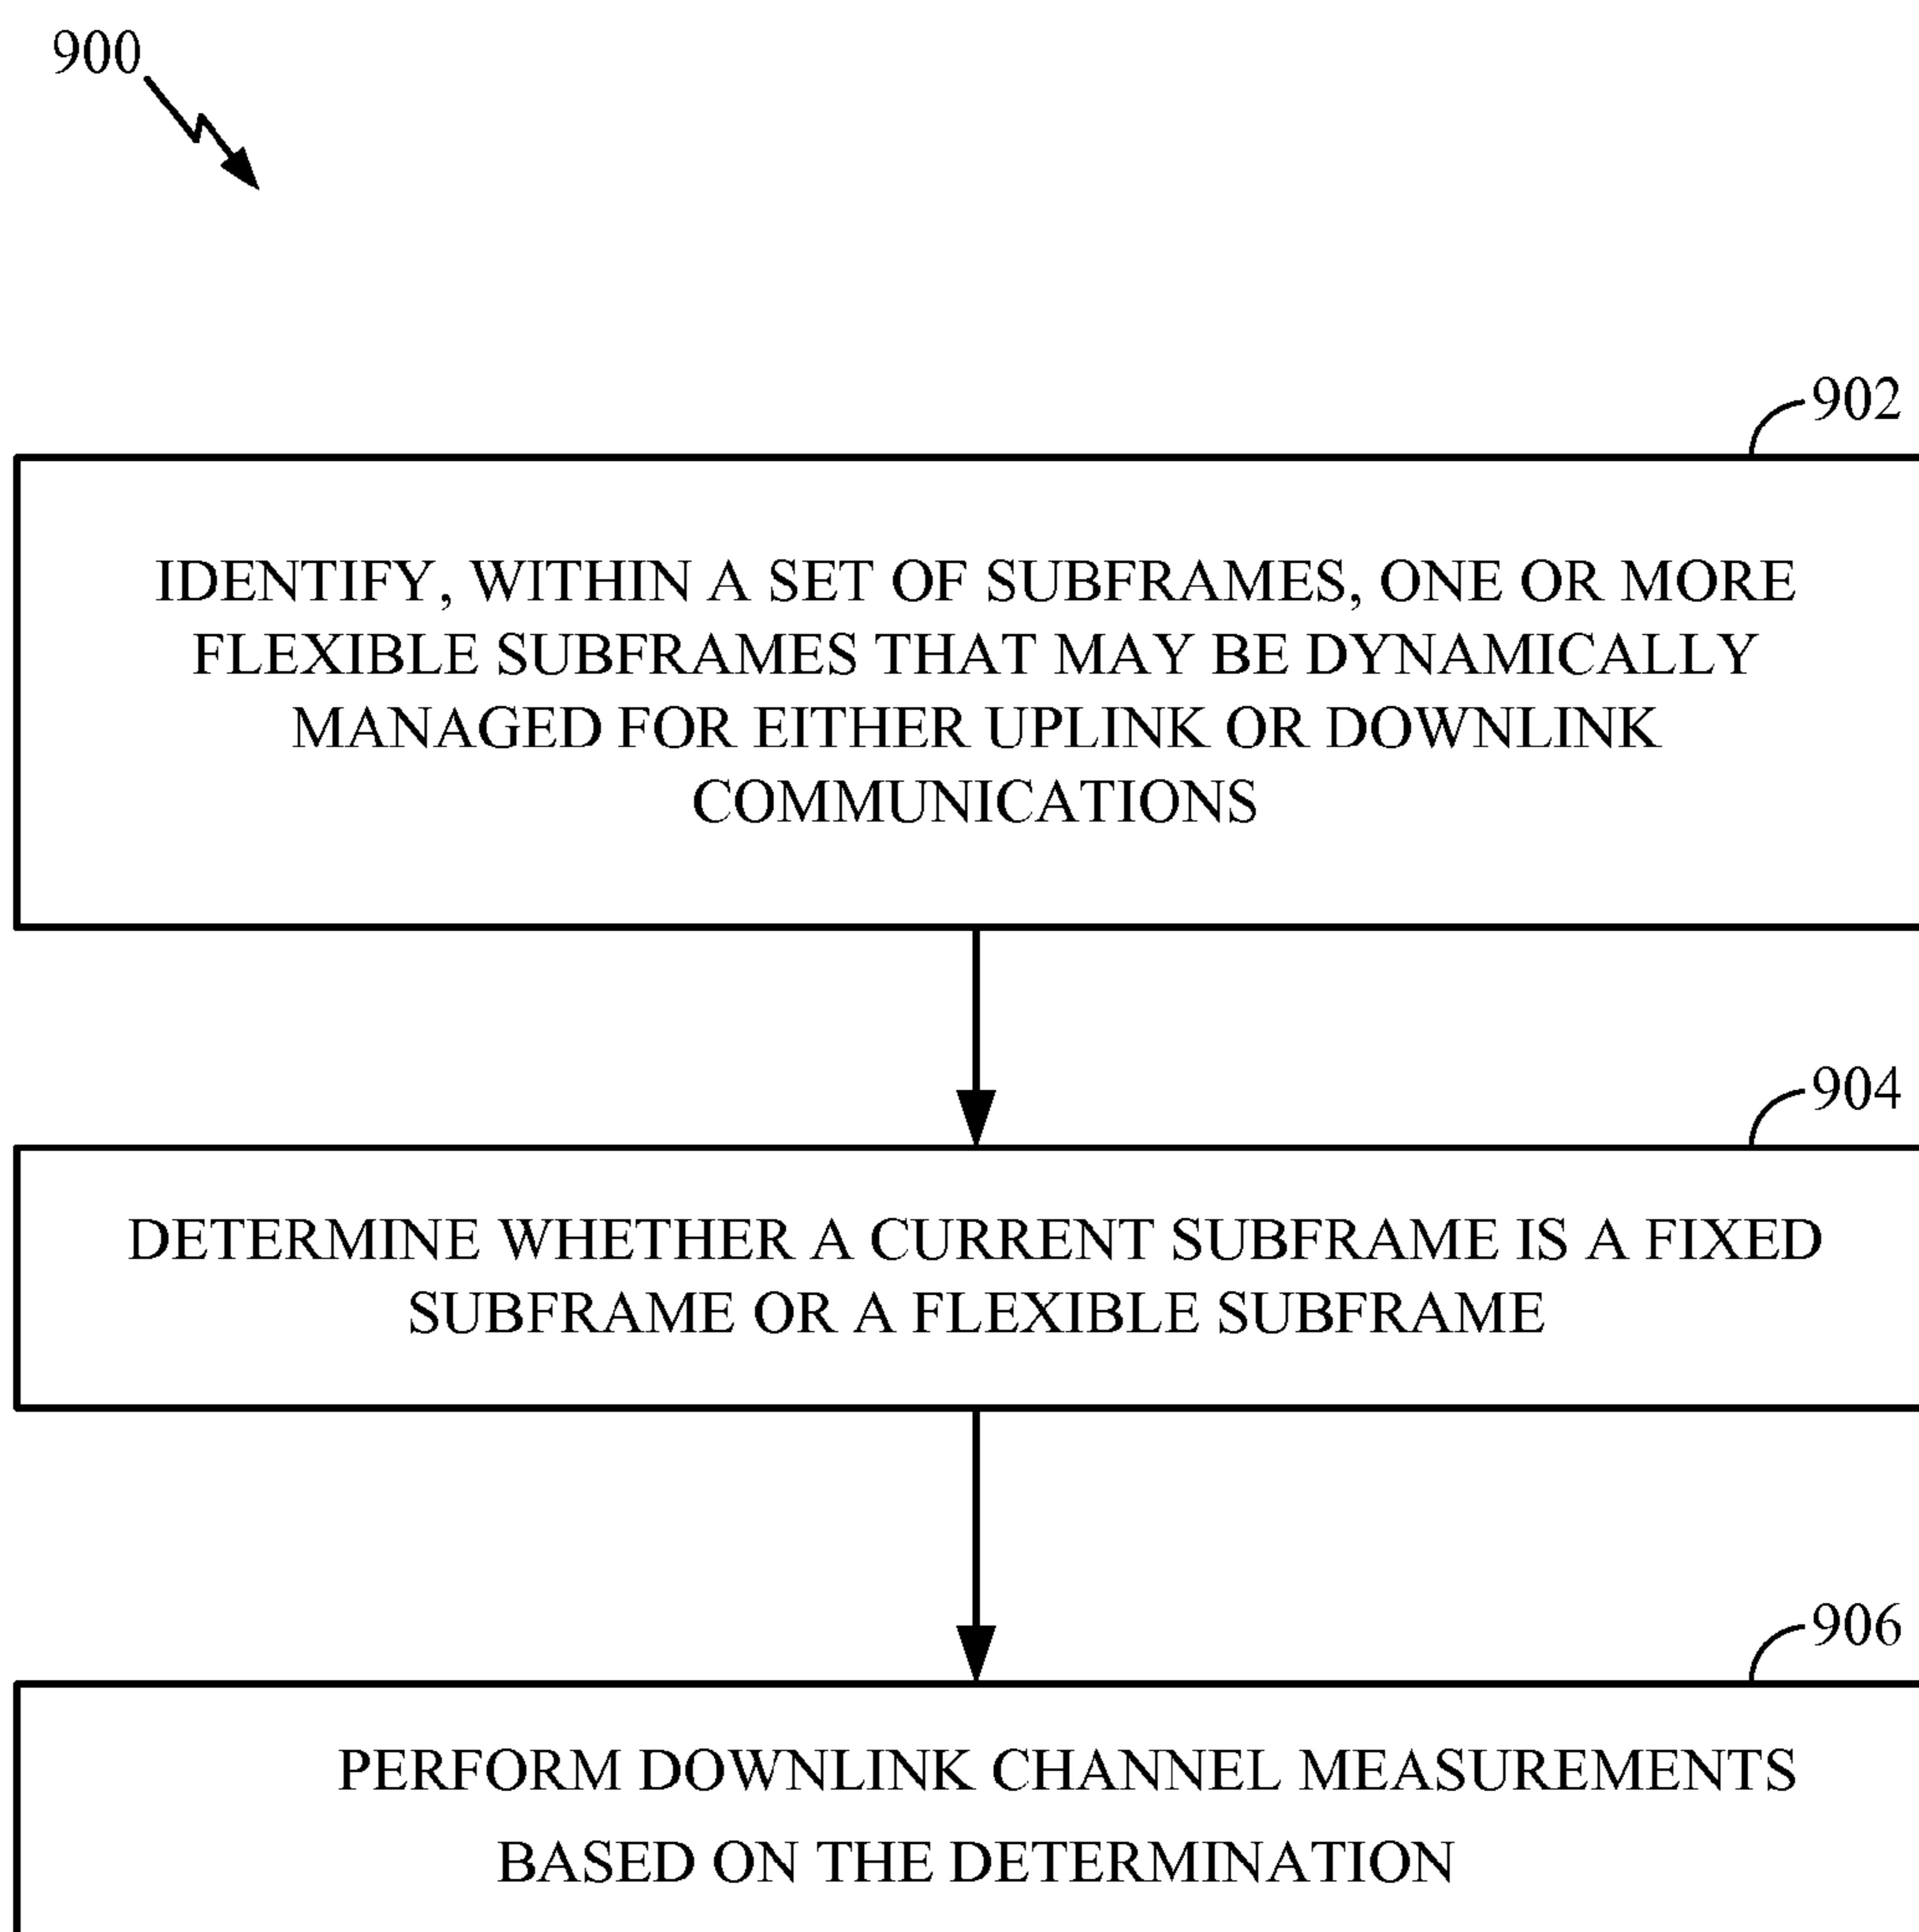 900
902
IDENTIFY, WITHIN A SET OF SUBFRAMES, ONE OR MORE
FLEXIBLE SUBFRAMES THAT MAY BE DYNAMICALLY
MANAGED FOR EITHER UPLINK OR DOWNLINK
COMMUNICATIONS
904
DETERMINE WHETHER A CURRENT SUBFRAME IS A FIXED
SUBFRAME OR A FLEXIBLE SUBFRAME
906
PERFORM DOWNLINK CHANNEL MEASUREMENTS
BASED ON THE DETERMINATION